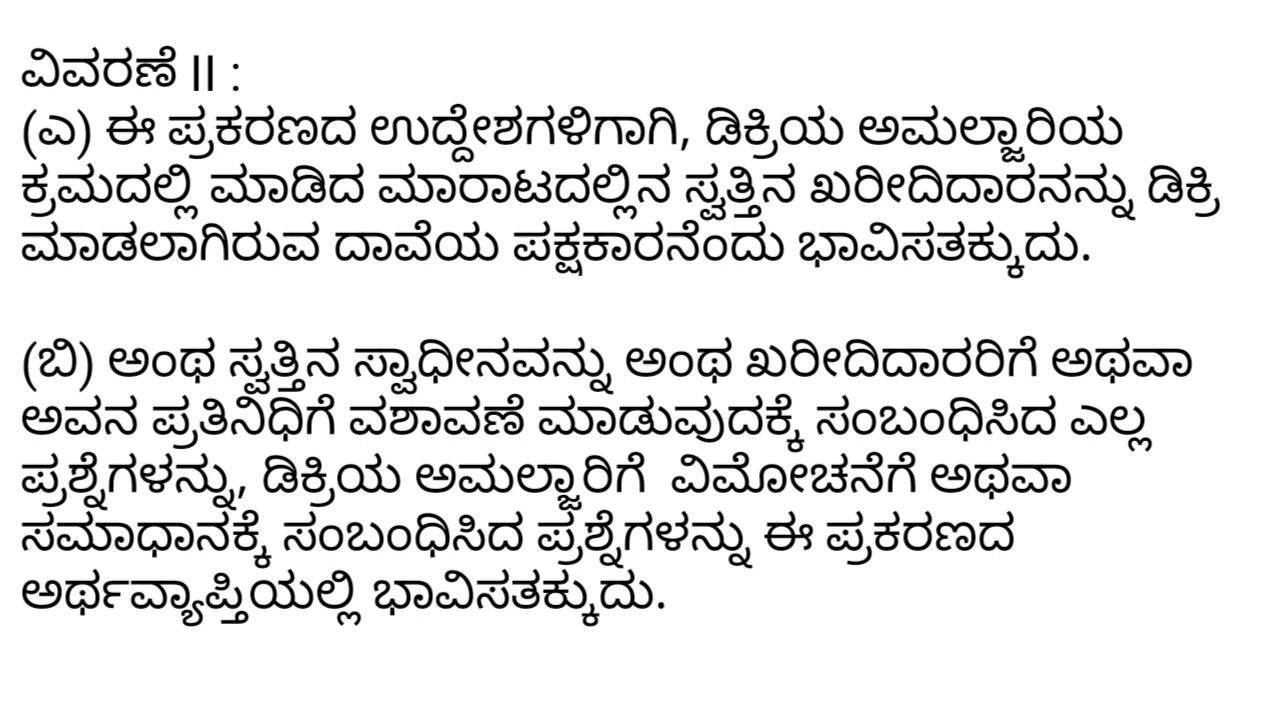 ವಿವರಣೆ II :
(ಎ) ಈ ಪ್ರಕರಣದ ಉದ್ದೇಶಗಳಿಗಾಗಿ, ಡಿಕ್ರಿಯ ಅಮಲ್ಜಾರಿಯ
ಕ್ರಮದಲ್ಲಿ ಮಾಡಿದ ಮಾರಾಟದಲ್ಲಿನ ಸ್ವತ್ತಿನ ಖರೀದಿದಾರನನ್ನು ಡಿಕ್ರಿ
ಮಾಡಲಾಗಿರುವ ದಾವೆಯ ಪಕ್ಷಕಾರನೆಂದು ಭಾವಿಸತಕ್ಕುದು.
(ಬಿ) ಅಂಥ ಸ್ವತ್ತಿನ ಸ್ವಾಧೀನವನ್ನು ಅಂಥ ಖರೀದಿದಾರರಿಗೆ ಅಥವಾ
ಅವನ ಪ್ರತಿನಿಧಿಗೆ ವಶಾವಣೆ ಮಾಡುವುದಕ್ಕೆ ಸಂಬಂಧಿಸಿದ ಎಲ್ಲ
ಪ್ರಶ್ನೆಗಳನ್ನು, ಡಿಕ್ರಿಯ ಅಮಲ್ಜಾರಿಗೆ ವಿಮೋಚನೆಗೆ ಅಥವಾ
ಸಮಾಧಾನಕ್ಕೆ ಸಂಬಂಧಿಸಿದ ಪ್ರಶ್ನೆಗಳನ್ನು ಈ ಪ್ರಕರಣದ
ಅರ್ಥವ್ಯಾಪ್ತಿಯಲ್ಲಿ ಭಾವಿಸತಕ್ಕುದು.